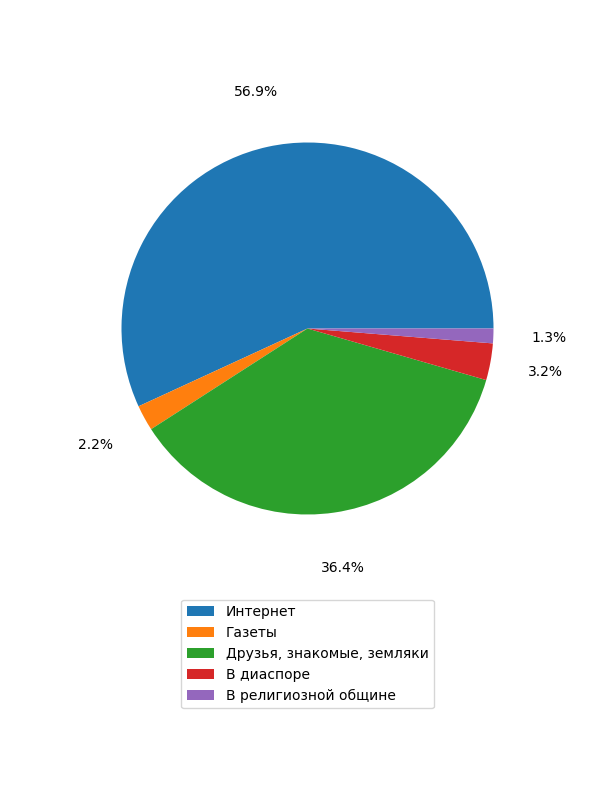 56.9%
1.3%
3.2%
2.2%
36.4%
Интернет
Газеты
Друзья, знакомые, земляки
В диаспоре
В религиозной общине